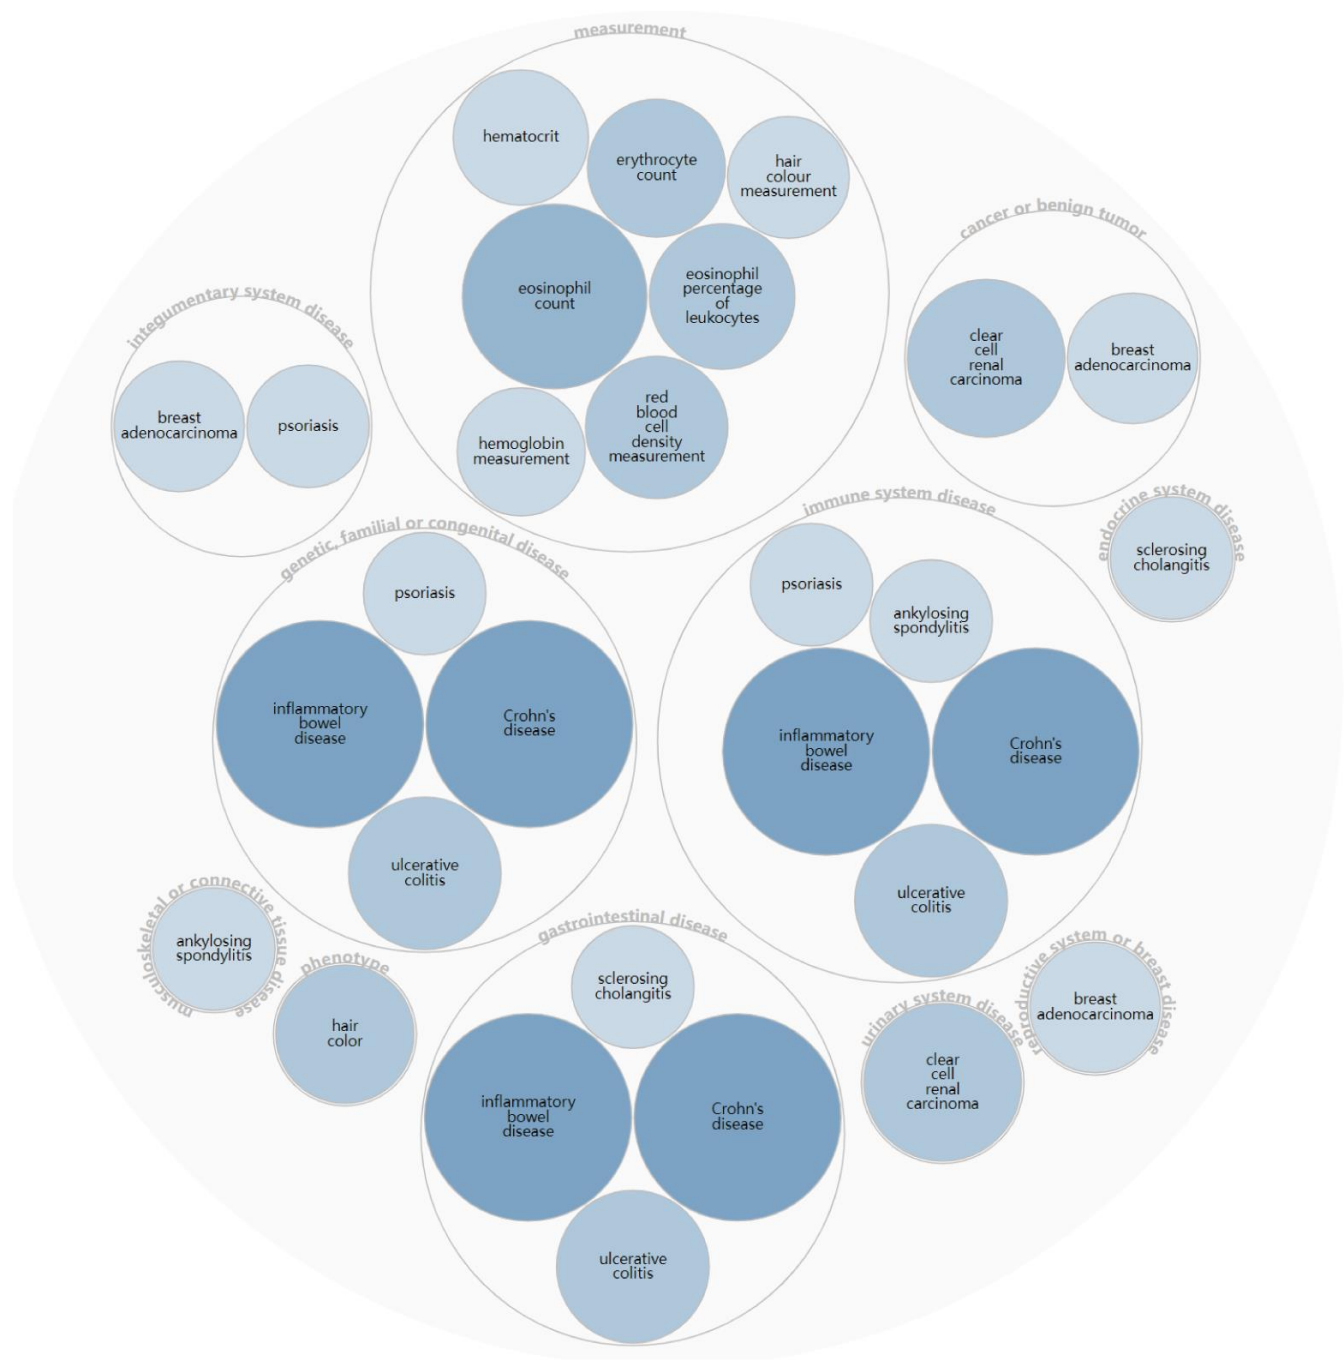 measurement
hematocrit
erythrocyte
count
hair
colour
measurement
eosinophil
count
eosinophil
percentage
of
leukocytes
hemoglobin
measurement
red
blood
cell
density
measurement
cancer or benign tumor
clear
cell
renal
carcinoma
breast
adenocarcinoma
integumentary system disease
breast
adenocarcinoma
psoriasis
endocrine system disease
sclerosing
cholangitis
genetic, familial or congenital disease
psoriasis
inflammatory
bowel
disease
Crohn's
disease
ulcerative
colitis
immune system disease
psoriasis
ankylosing
spondylitis
inflammatory
bowel
disease
Crohn's
disease
ulcerative
colitis
musculoskeletal or connective tissue disease
ankylosing
spondylitis
phenotype
hair
color
gastrointestinal disease
sclerosing
cholangitis
inflammatory
bowel
disease
Crohn's
disease
ulcerative
colitis
urinary system disease
clear
cell
renal
carcinoma
reproductive system or breast disease
breast
adenocarcinoma